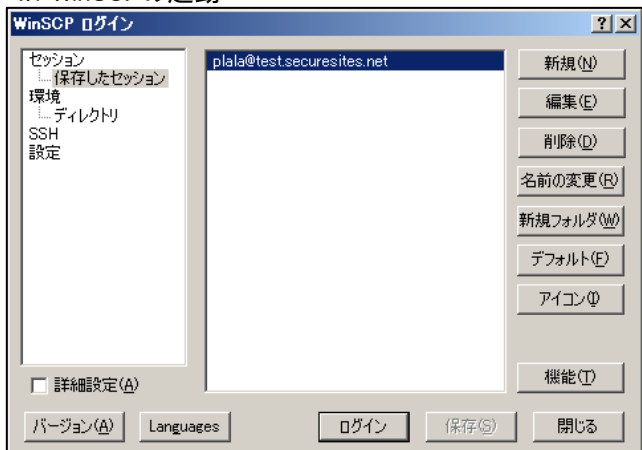 WinSCP ログイン
セッション
保存したセッション
環境
ディレクトリ
SSH
設定
plala@test.securesites.net
新規(N)
編集(E)
削除(D)
名前の変更(R)
新規フォルダ(W)
デフォルト(F)
アイコン(I)
機能(T)
詳細設定(A)
バージョン(A)
Languages
ログイン
保存(S)
閉じる